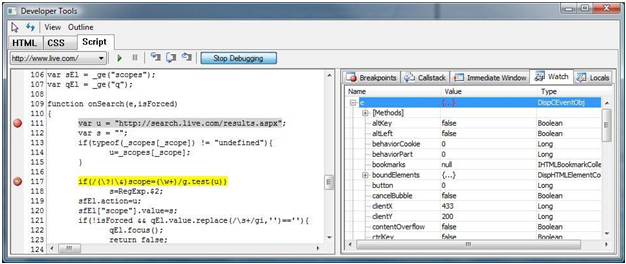 Developer Tools
View Outline
HTML CSS Script
http://www.live.com/ Stop Debugging
106 var sEl = _ge("scopes");
107 var qEl = _ge("q");
108
109 function onSearch(e,isForced)
110 {
111 var u = "http://search.live.com/results.aspx";
112 var s = "";
113 if(typeof(_scopes[_scope]) != "undefined"){
114 u=_scopes[_scope];
115 }
116
117 if(/(\?|\&)scope=(\w+)/g.test(u))
118 s=RegExp.$2;
119 sfEl.action=u;
120 sfEl["scope"].value=s;
121 if(!isForced && qEl.value.replace(/\s+/gi,'')==''){
122 qEl.focus();
123 return false;
124
Breakpoints Callstack Immediate Window Watch Locals
Name Value Type
e {...} DispCEventObj
[Methods]
altKey false Boolean
altLeft false Boolean
behaviorCookie 0 Long
behaviorPart 0 Long
bookmarks null IHTMLBookmarkColle
boundElements {...} DispHTMLElementCo
button 0 Long
cancelBubble false Boolean
clientX 433 Long
clientY 200 Long
contentOverflow false Boolean
ctrlKey false Boolean